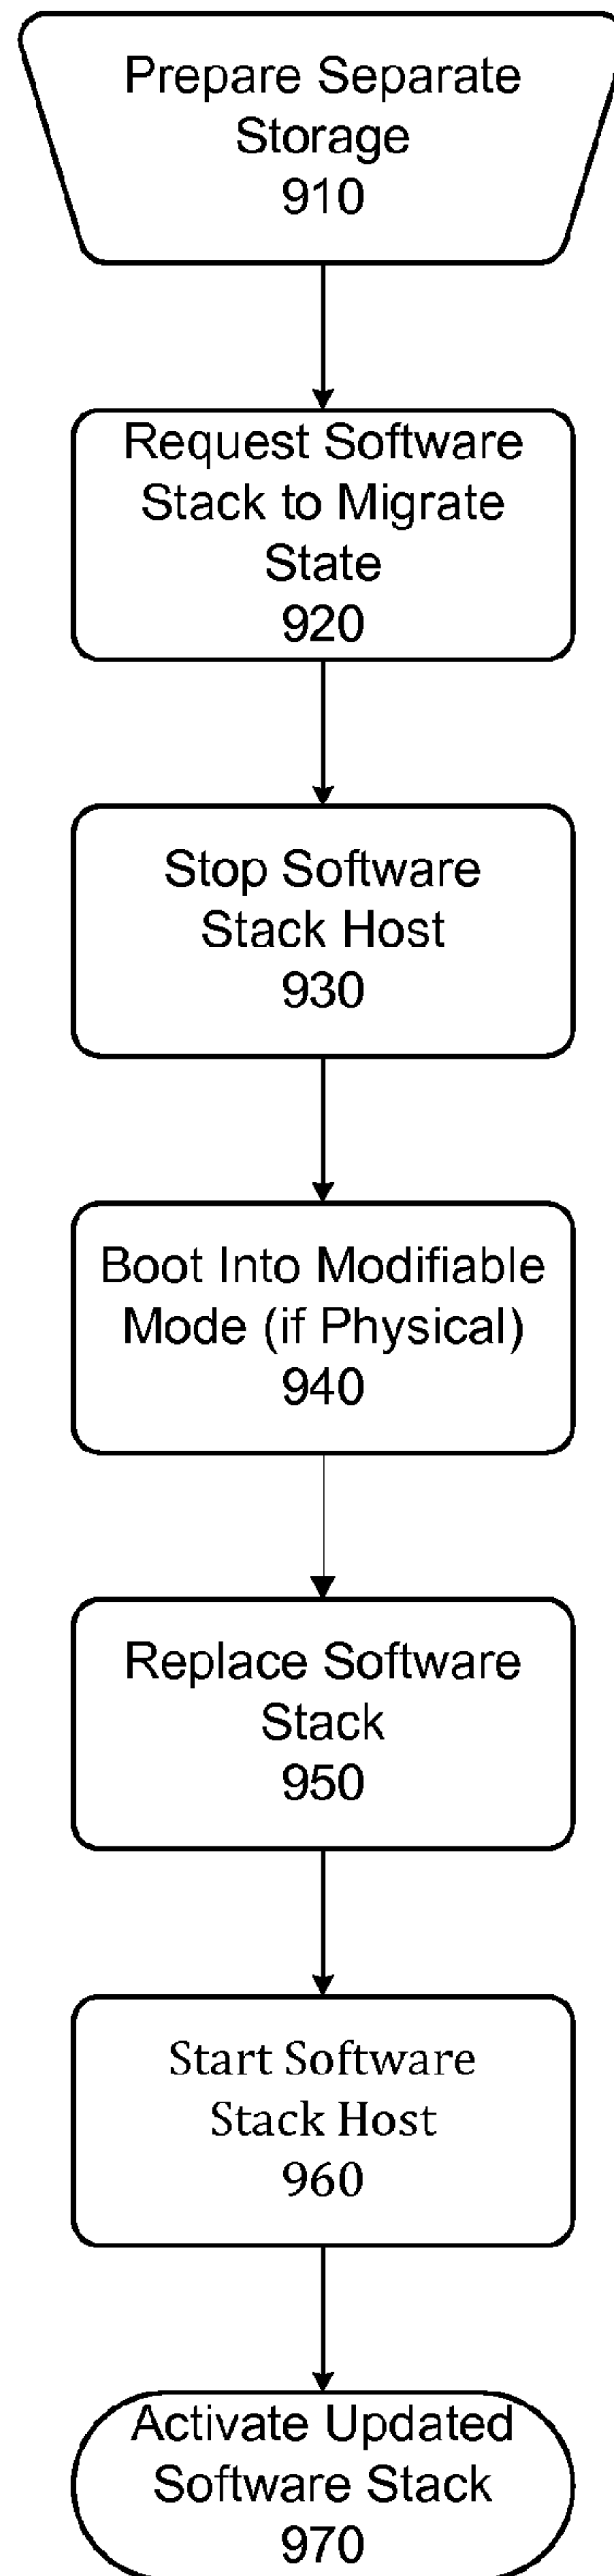 Prepare Separate
Storage
910
Request Software
Stack to Migrate
State
920
Stop Software
Stack Host
930
Boot Into Modifiable
Mode (if Physical)
940
Replace Software
Stack
950
Start Software
Stack Host
960
Activate Updated
Software Stack
970